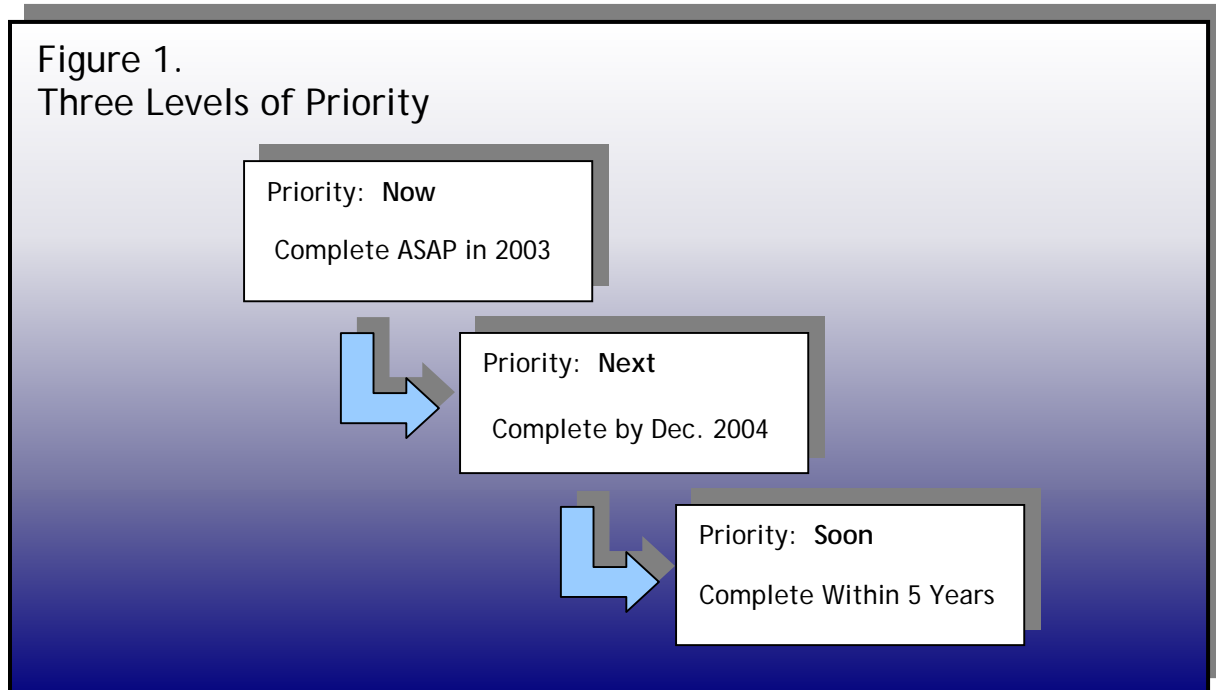 Figure 1.
Three Levels of Priority
Priority: Now
Complete ASAP in 2003
Priority: Next
Complete by Dec. 2004
Priority: Soon
Complete Within 5 Years